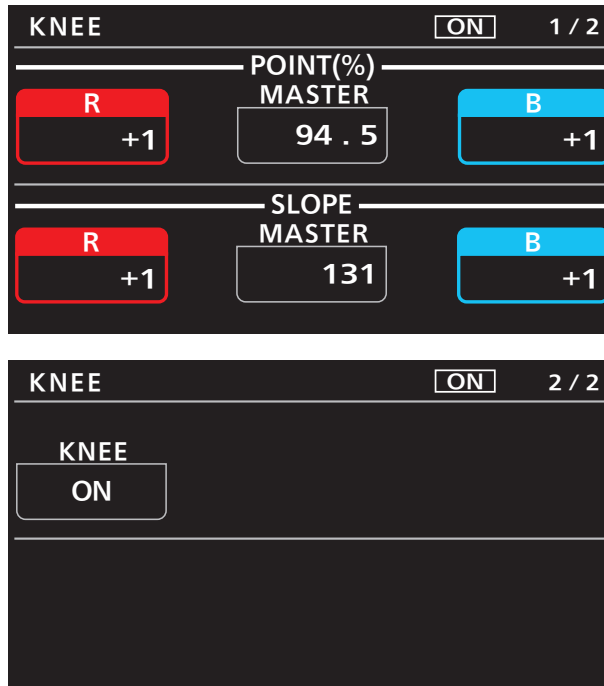 KNEE ON 1 / 2
POINT(%)
R MASTER B
+1 94 . 5 +1
SLOPE
R MASTER B
+1 131 +1
KNEE ON 2 / 2
KNEE
ON